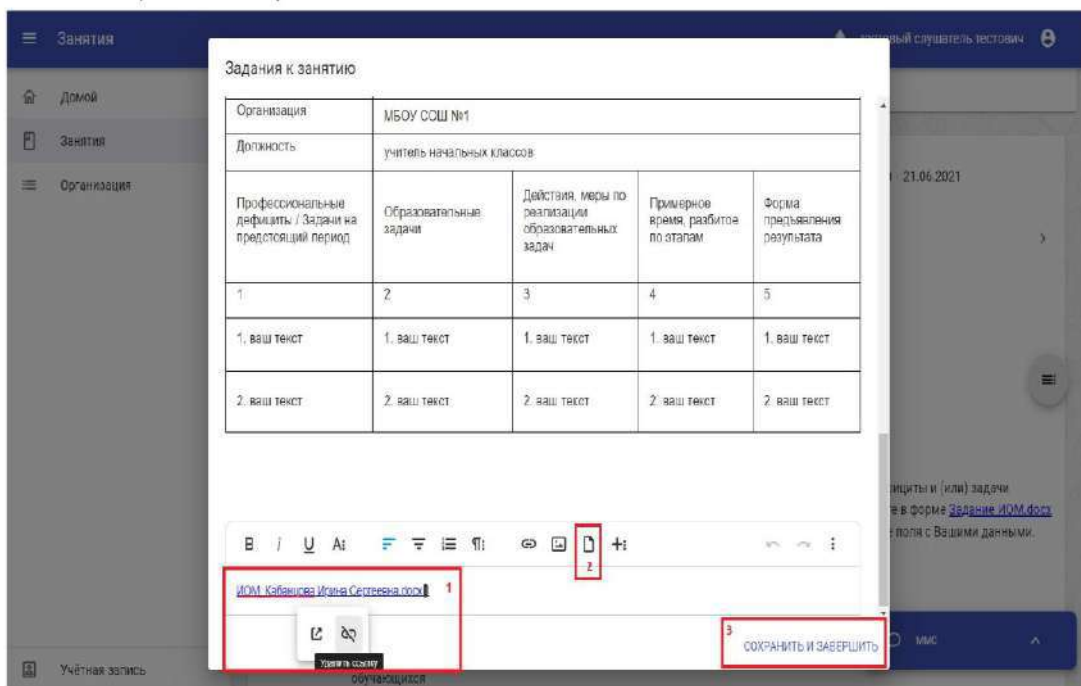 Занятия
слушатель тестович
Домой
Занятия
Организация
Учётная запись
Задания к занятию
Организация МБОУ СОШ №1
Должность учитель начальных классов
Профессиональные дефициты / Задачи на предстоящий период
Образовательные задачи
Действия, меры по реализации образовательных задач
Примерное время, разбитое по этапам
Форма предъявления результата
1 2 3 4 5
1. ваш текст 1. ваш текст 1. ваш текст 1. ваш текст 1. ваш текст
2. ваш текст 2. ваш текст 2. ваш текст 2. ваш текст 2. ваш текст
21.06.2021
и (или) задачи
в форме Задание ИОМ.docx
поля с Вашими данными.
2
ИОМ_Кабанцова Ирина Сергеевна.docx 1
Удалить ссылку
3
СОХРАНИТЬ И ЗАВЕРШИТЬ
ММС
обучающихся